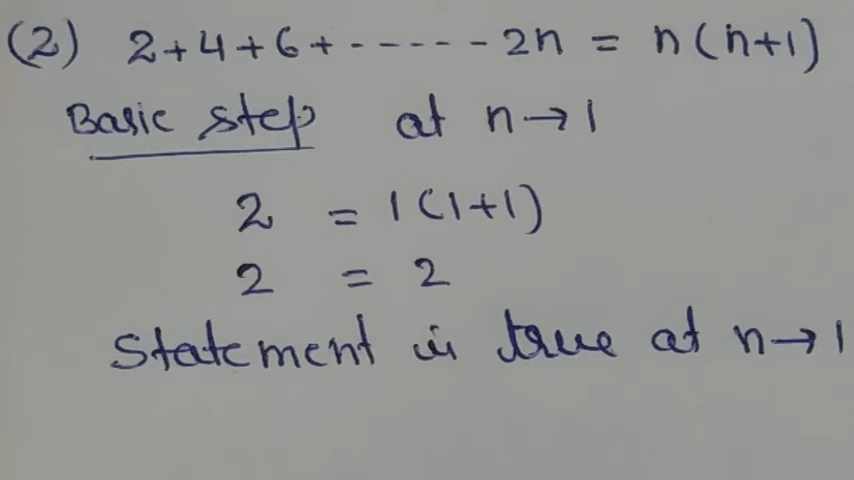 (2) 2+4+6+------2n = n(n+1)
Basic step at n→1
2 = 1(1+1)
2 = 2
Statement is true at n→1